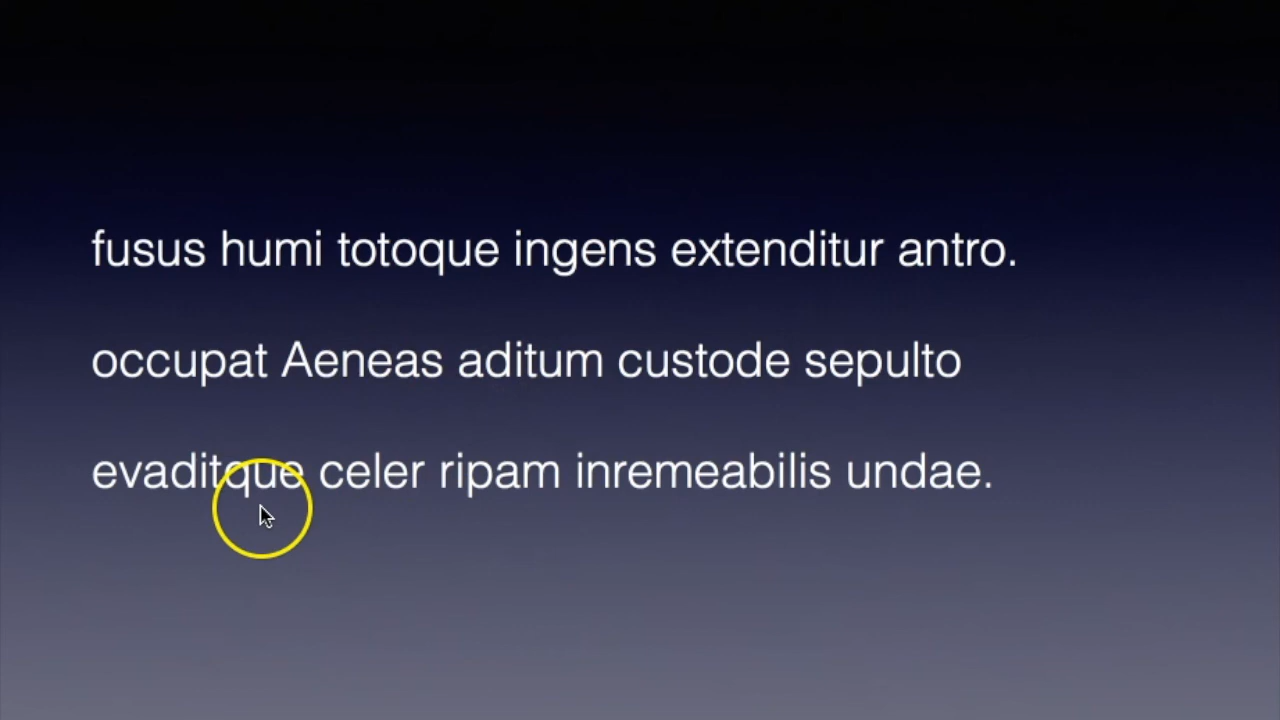 fusus humi totoque ingens extenditur antro.
occupat Aeneas aditum custode sepulto
evaditque celer ripam inremeabilis undae.